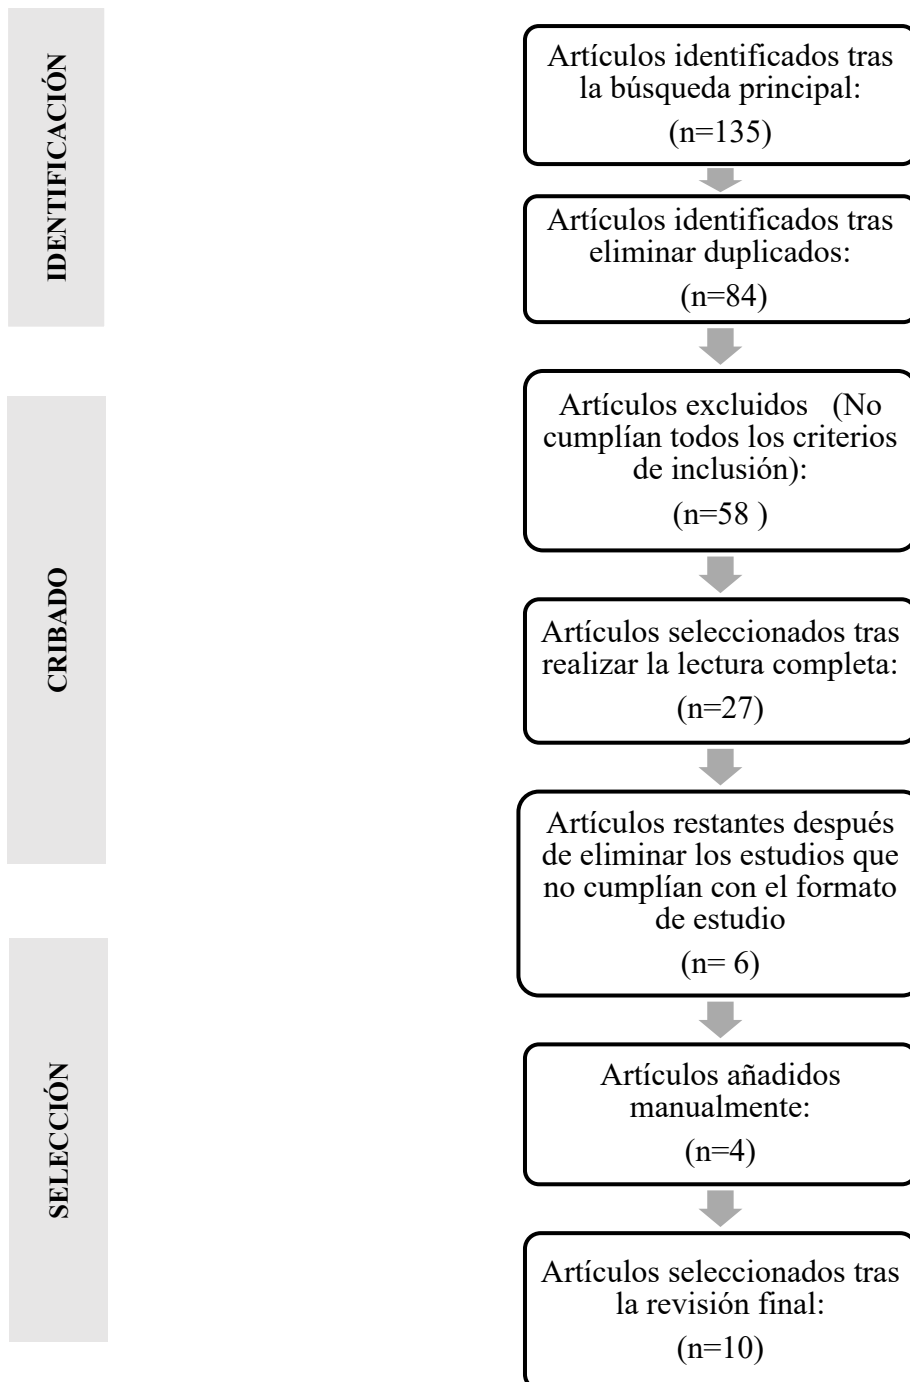 IDENTIFICACIÓN
Artículos identificados tras
la búsqueda principal:
(n=135)
Artículos identificados tras
eliminar duplicados:
(n=84)
CRIBADO
Artículos excluidos (No
cumplían todos los criterios
de inclusión):
(n=58 )
Artículos seleccionados tras
realizar la lectura completa:
(n=27)
Artículos restantes después
de eliminar los estudios que
no cumplían con el formato
de estudio
(n= 6)
SELECCIÓN
Artículos añadidos
manualmente:
(n=4)
Artículos seleccionados tras
la revisión final:
(n=10)